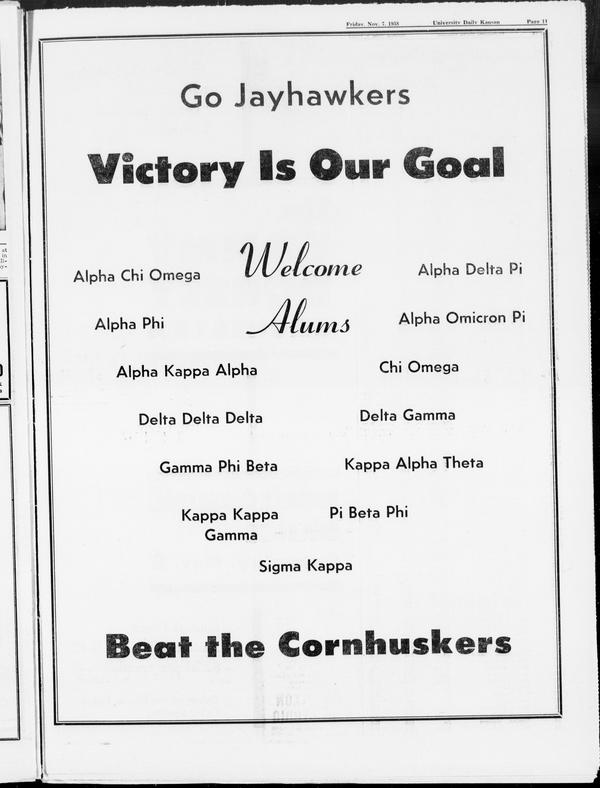 Friday, Nov. 7, 1958 University Daily Kansan Page 11
Go Jayhawkers
Victory Is Our Goal
Welcome
Alpha Chi Omega Alpha Delta Pi
Alums
Alpha Phi Alpha Omicron Pi
Alpha Kappa Alpha Chi Omega
Delta Delta Delta Delta Gamma
Gamma Phi Beta Kappa Alpha Theta
Kappa Kappa Pi Beta Phi
Gamma
Sigma Kappa
Beat the Cornhuskers